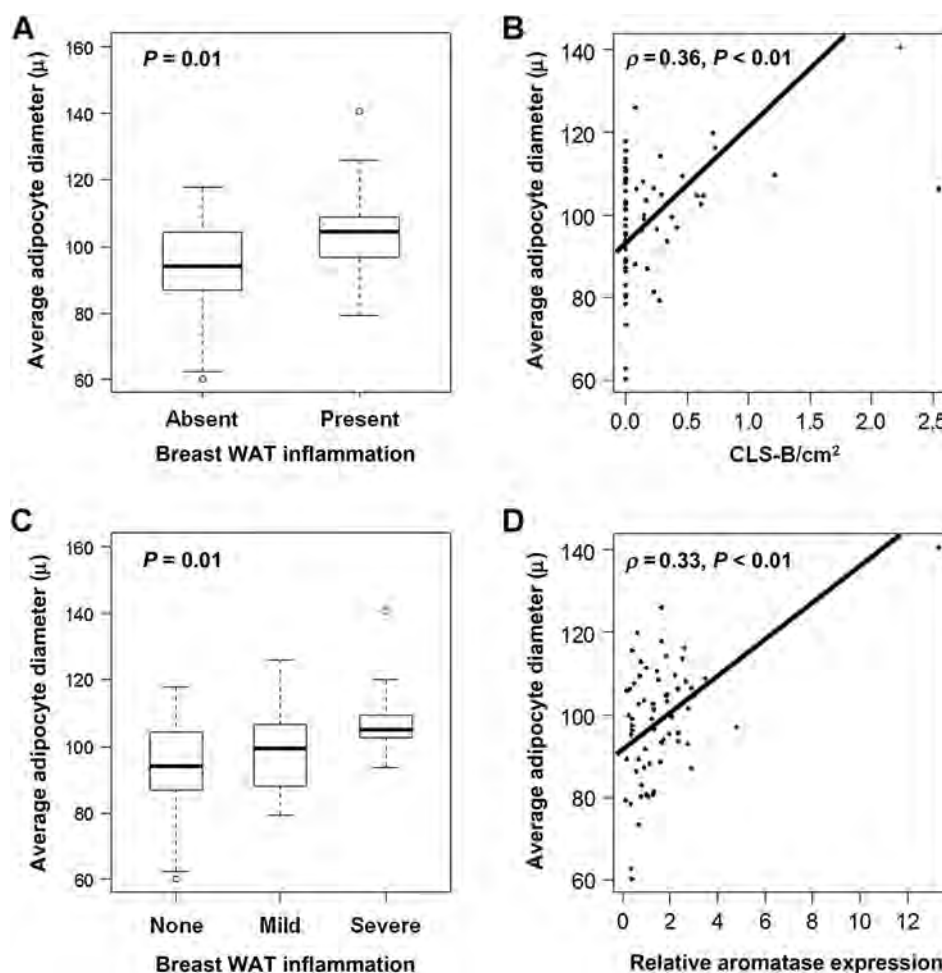 A
P = 0.01
Average adipocyte diameter (μ)
160
140
120
100
80
60
Absent Present
Breast WAT inflammation
B
ρ = 0.36, P < 0.01
Average adipocyte diameter (μ)
140
120
100
80
60
0.0 0.5 1.0 1.5 2.0 2.5
CLS-B/cm²
C
P = 0.01
Average adipocyte diameter (μ)
160
140
120
100
80
60
None Mild Severe
Breast WAT inflammation
D
ρ = 0.33, P < 0.01
Average adipocyte diameter (μ)
140
120
100
80
60
0 2 4 6 8 10 12
Relative aromatase expression